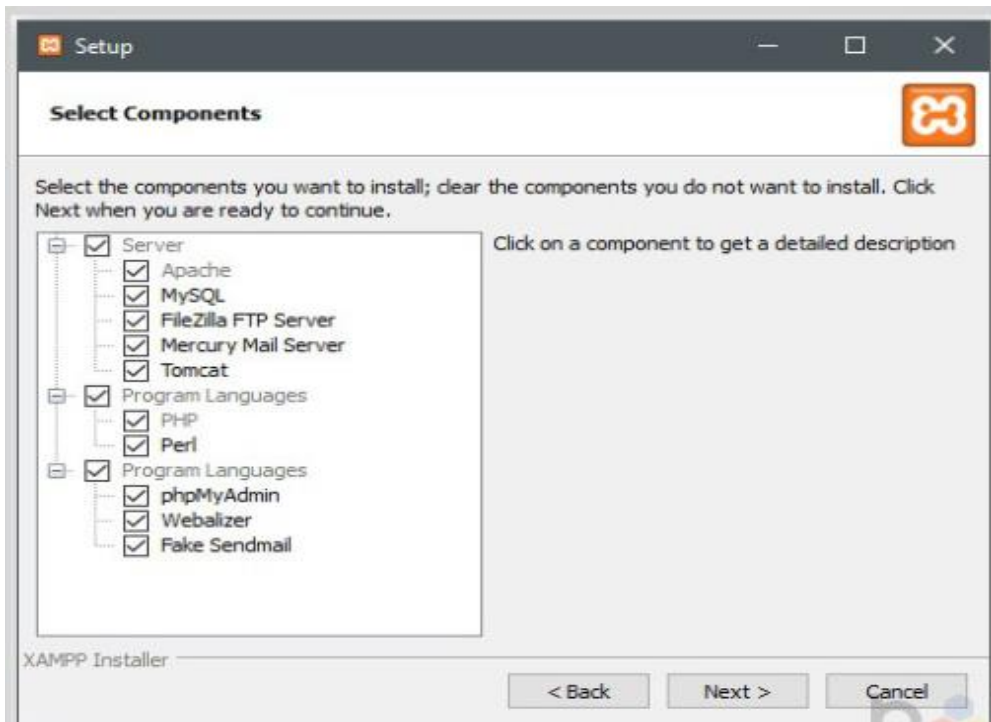 Setup
Select Components
Select the components you want to install; clear the components you do not want to install. Click
Next when you are ready to continue.
Server
Apache
MySQL
FileZilla FTP Server
Mercury Mail Server
Tomcat
Program Languages
PHP
Perl
Program Languages
phpMyAdmin
Webalizer
Fake Sendmail
Click on a component to get a detailed description
XAMPP Installer
< Back
Next >
Cancel